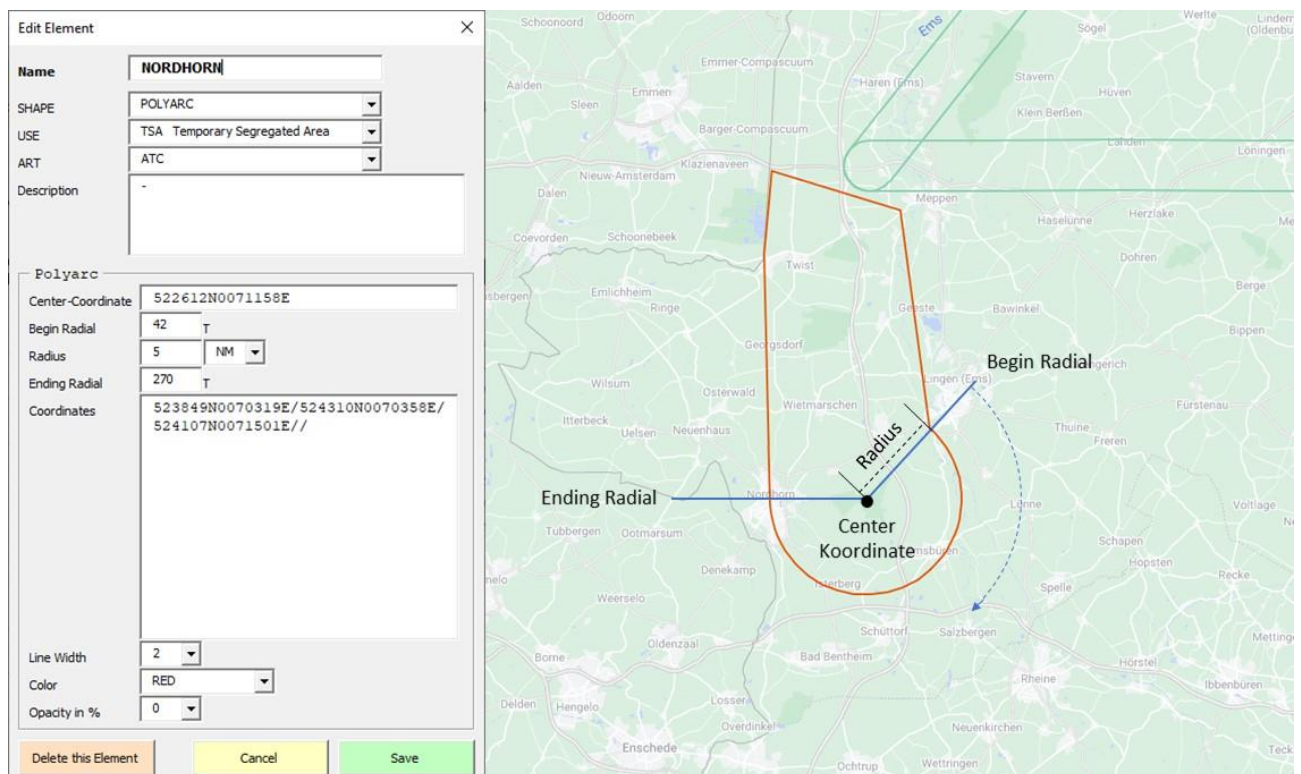 Edit Element
Name NORDHORN
SHAPE POLYARC
USE TSA Temporary Segregated Area
ART ATC
Description -
Polyarc
Center-Coordinate 522612N0071158E
Begin Radial 42 T
Radius 5 NM
Ending Radial 270 T
Coordinates 523849N0070319E/524310N0070358E/
524107N0071501E//
Line Width 2
Color RED
Opacity in % 0
Delete this Element Cancel Save
Schoonoord
Odoorn
Ems
Sögel
Werlte
Emmer-Compascuum
Aalden
Emmen
Haren (Ems)
Stavern
Hüven
Sleen
Klein Berßen
Barger-Compascuum
Lähden
Löningen
Klazienaveen
Nieuw-Amsterdam
Dalen
Meppen
Haselünne
Herzlake
Coevorden
Schoonebeek
Dohren
Twist
Emlichheim
Ringe
Geeste
Bawinkel
Berge
Bippen
Georgsdorf
Begin Radial
Wilsum
Osterwald
Lingen (Ems)
Wietmarschen
Fürstenau
Itterbeck
Uelsen
Neuenhaus
Thuine
Freren
Radius
Ending Radial
Nordhorn
Center
Koordinate
Lünne
Voltlage
Tubbergen
Ootmarsum
Schapen
Hopsten
Denekamp
Isterberg
Spelle
Recke
Weerselo
Schüttorf
Salzbergen
Oldenzaal
Bad Bentheim
Borne
Hörstel
Rheine
Ibbenbüren
Delden
Hengelo
Losser
Overdinkel
Neuenkirchen
Enschede
Ochtrup
Wettringen